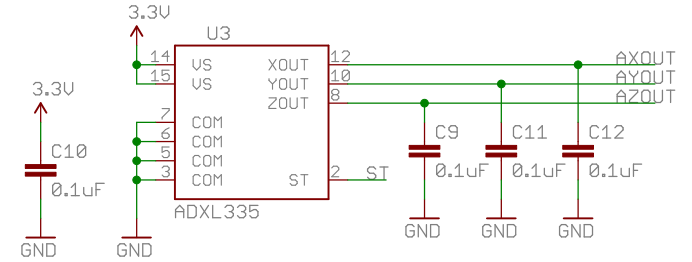 3.3V
U3
14 VS XOUT 12 AXOUT
15 VS YOUT 10 AYOUT
ZOUT 8 AZOUT
3.3V
7 COM
6 COM
5 COM
3 COM ST 2 ST
C10
0.1uF
C9
0.1uF
C11
0.1uF
C12
0.1uF
ADXL335
GND
GND
GND
GND
GND